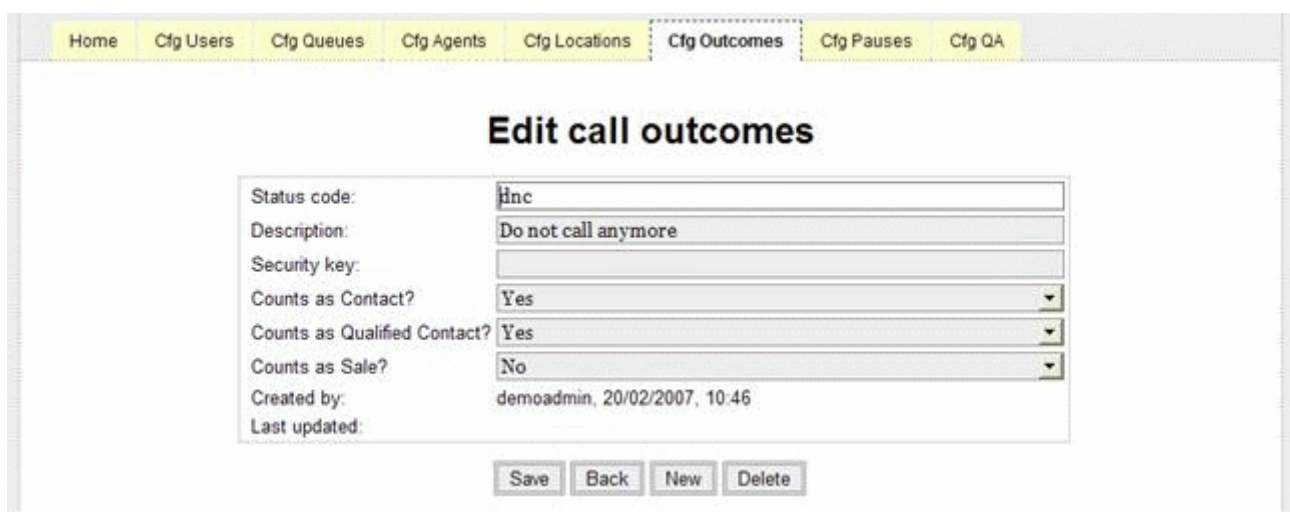 Home Cfg Users Cfg Queues Cfg Agents Cfg Locations Cfg Outcomes Cfg Pauses Cfg QA
Edit call outcomes
Status code: dnc
Description: Do not call anymore
Security key:
Counts as Contact? Yes
Counts as Qualified Contact? Yes
Counts as Sale? No
Created by: demoadmin, 20/02/2007, 10:46
Last updated:
Save Back New Delete